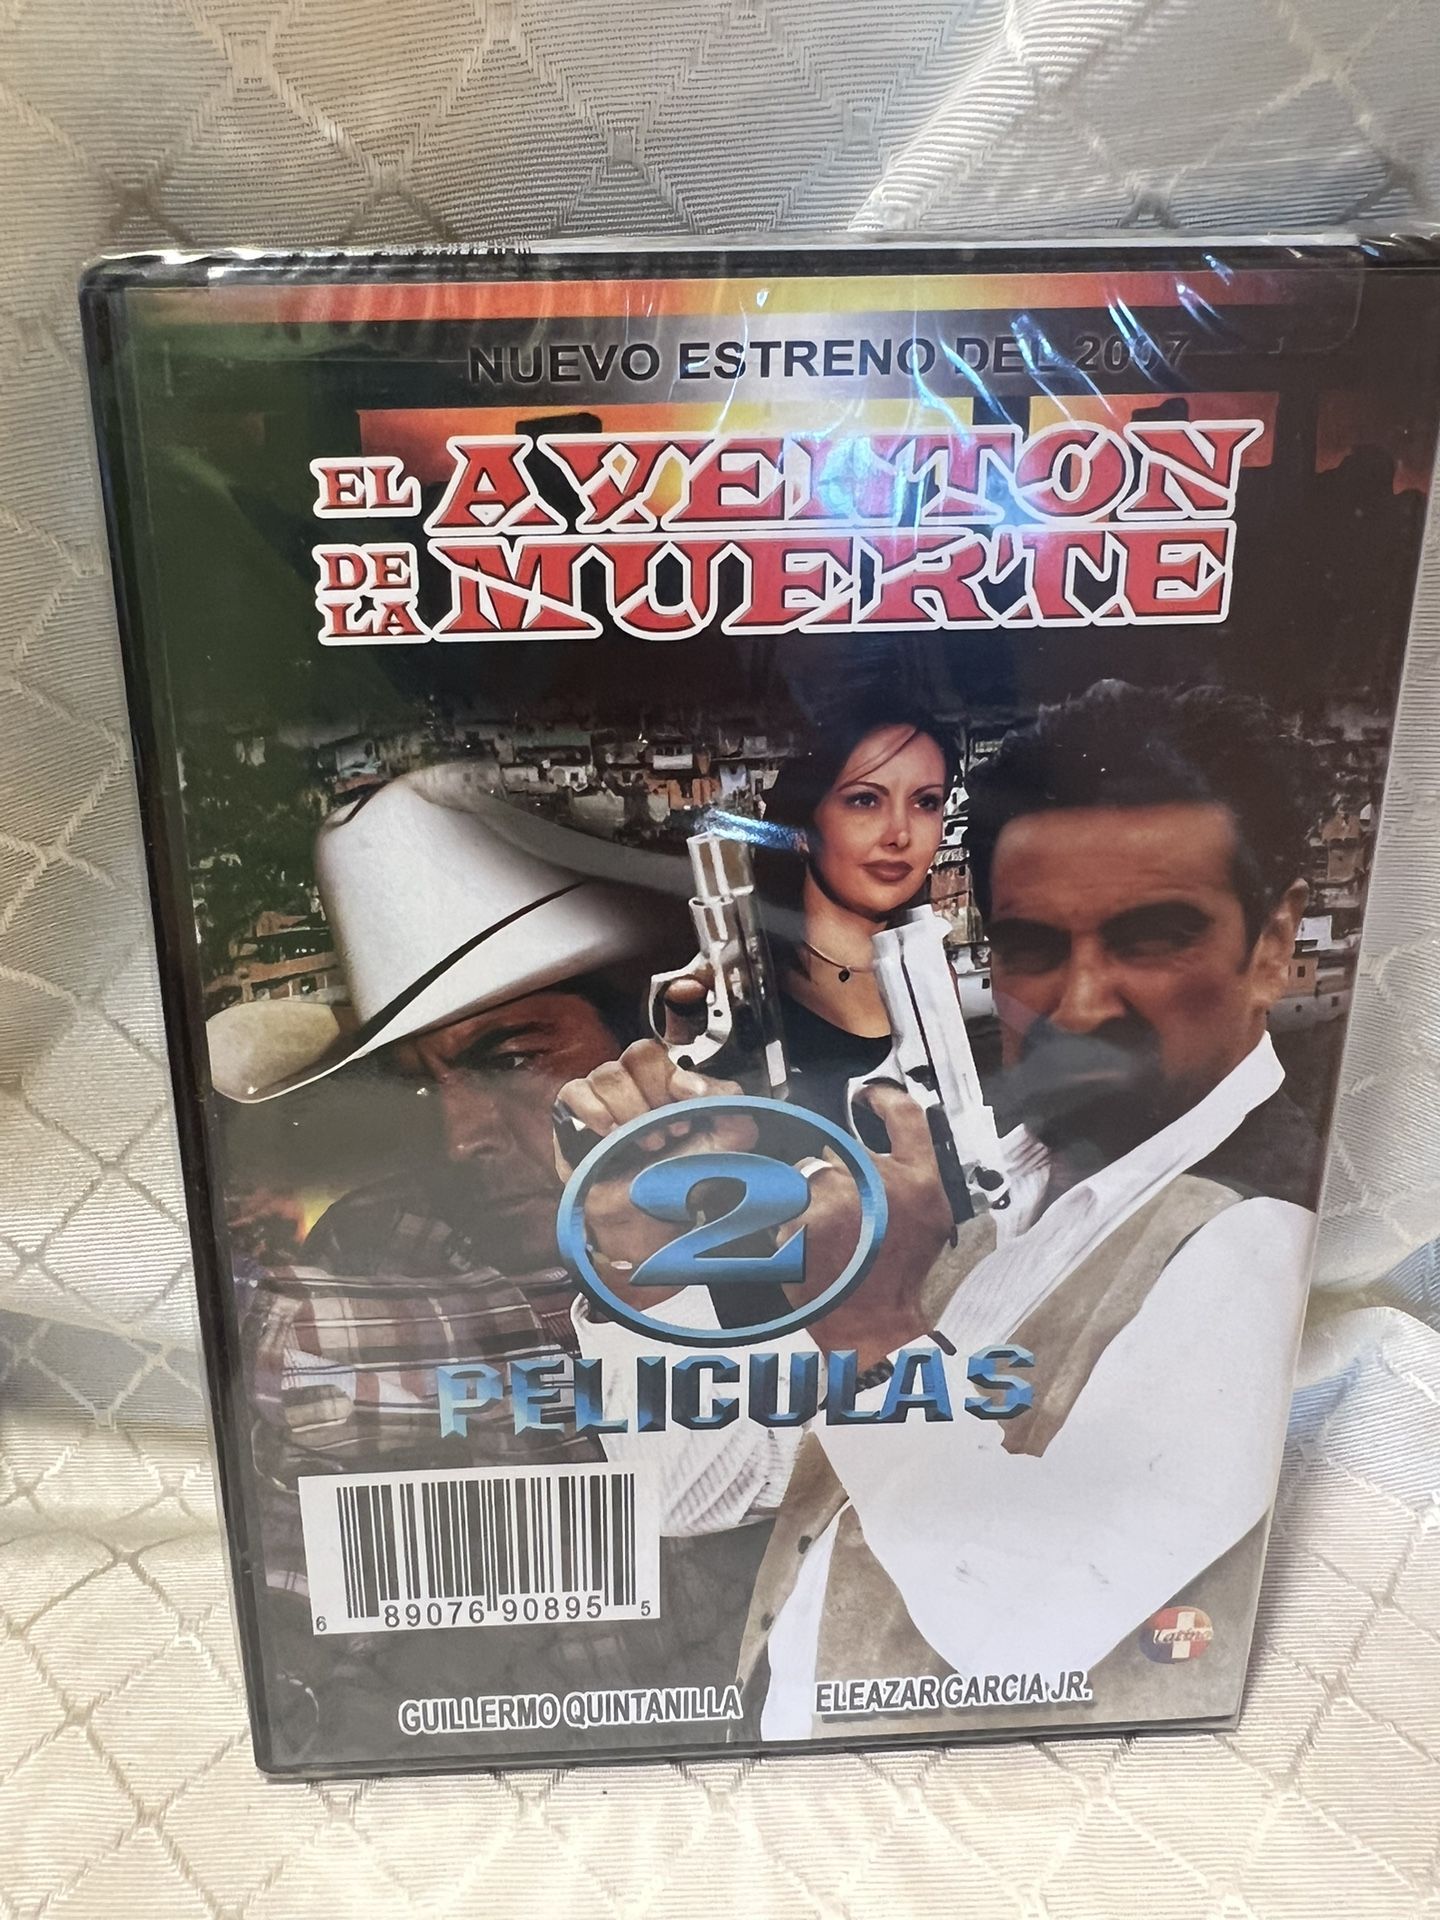 NUEVO ESTRENO DEL 2007
EL AVENTON
DE LA MUERTE
2
PELICULAS
6 89076 90895 5
Latino
GUILLERMO QUINTANILLA ELEAZAR GARCIA JR.